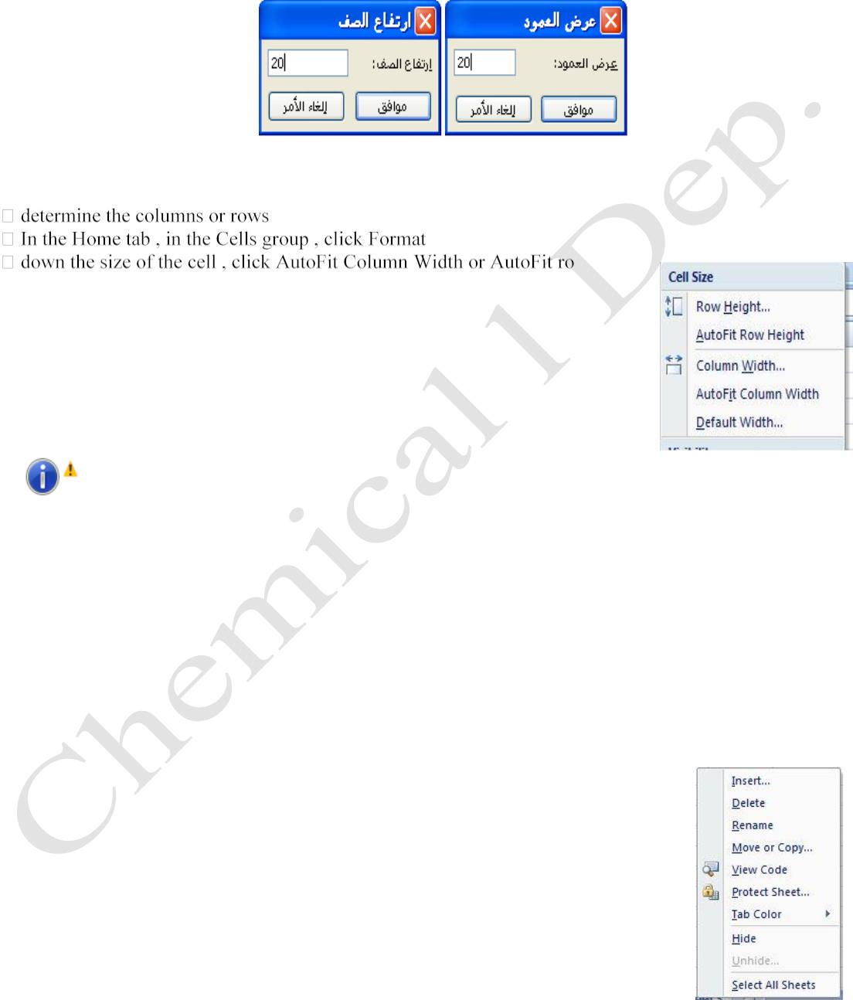 ارتفاع الصف
عرض العمود
إرتفاع الصف: 20
عرض العمود: 20
موافق إلغاء الأمر
موافق إلغاء الأمر
determine the columns or rows
In the Home tab , in the Cells group , click Format
down the size of the cell , click AutoFit Column Width or AutoFit ro
Cell Size
Row Height...
AutoFit Row Height
Column Width...
AutoFit Column Width
Default Width...
Chemical 1 Dep.
Insert...
Delete
Rename
Move or Copy...
View Code
Protect Sheet...
Tab Color
Hide
Unhide...
Select All Sheets